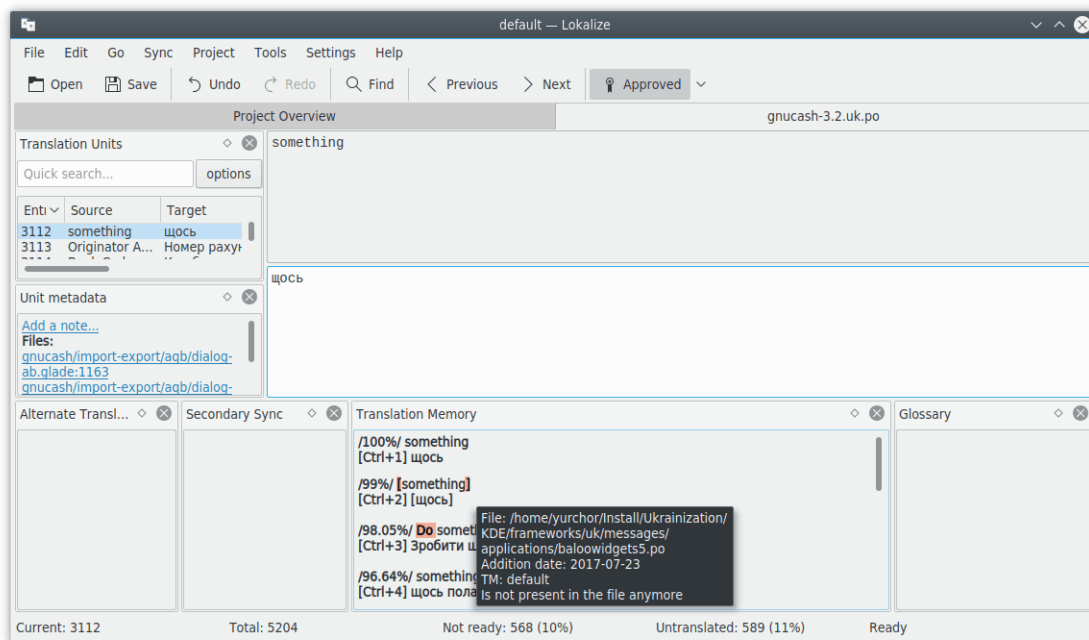 default — Lokalize
File Edit Go Sync Project Tools Settings Help
Open Save Undo Redo Find Previous Next Approved
Project Overview gnucash-3.2.uk.po
Translation Units
Quick search... options
Entı Source Target
3112 something щось
3113 Originator A... Номер рахун
something
щось
Unit metadata
Add a note...
Files:
gnucash/import-export/aqb/dialog-
ab.glade:1163
gnucash/import-export/aqb/dialog-
Alternate Transl... Secondary Sync Translation Memory Glossary
/100%/ something
[Ctrl+1] щось
/99%/ [something]
[Ctrl+2] [щось]
/98.05%/ Do someth
[Ctrl+3] Зробити щ
/96.64%/ something
[Ctrl+4] щось пола
File: /home/yurchor/Install/Ukrainization/
KDE/frameworks/uk/messages/
applications/baloowidgets5.po
Addition date: 2017-07-23
TM: default
Is not present in the file anymore
Current: 3112 Total: 5204 Not ready: 568 (10%) Untranslated: 589 (11%) Ready